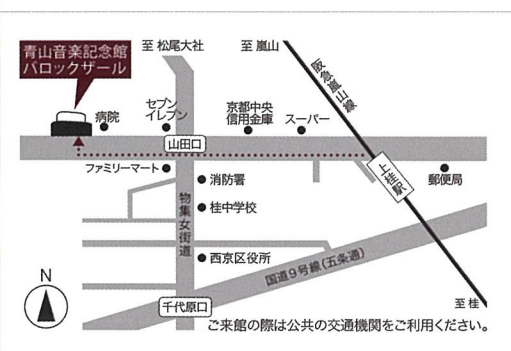 青山音楽記念館
バロックザール
至 松尾大社
至 嵐山
阪急嵐山線
病院
セブン
イレブン
京都中央
信用金庫
スーパー
山田口
ファミリーマート
消防署
上桂駅
郵便局
物集女街道
桂中学校
西京区役所
国道9号線(五条通)
N
千代原口
至 桂
ご来館の際は公共の交通機関をご利用ください。